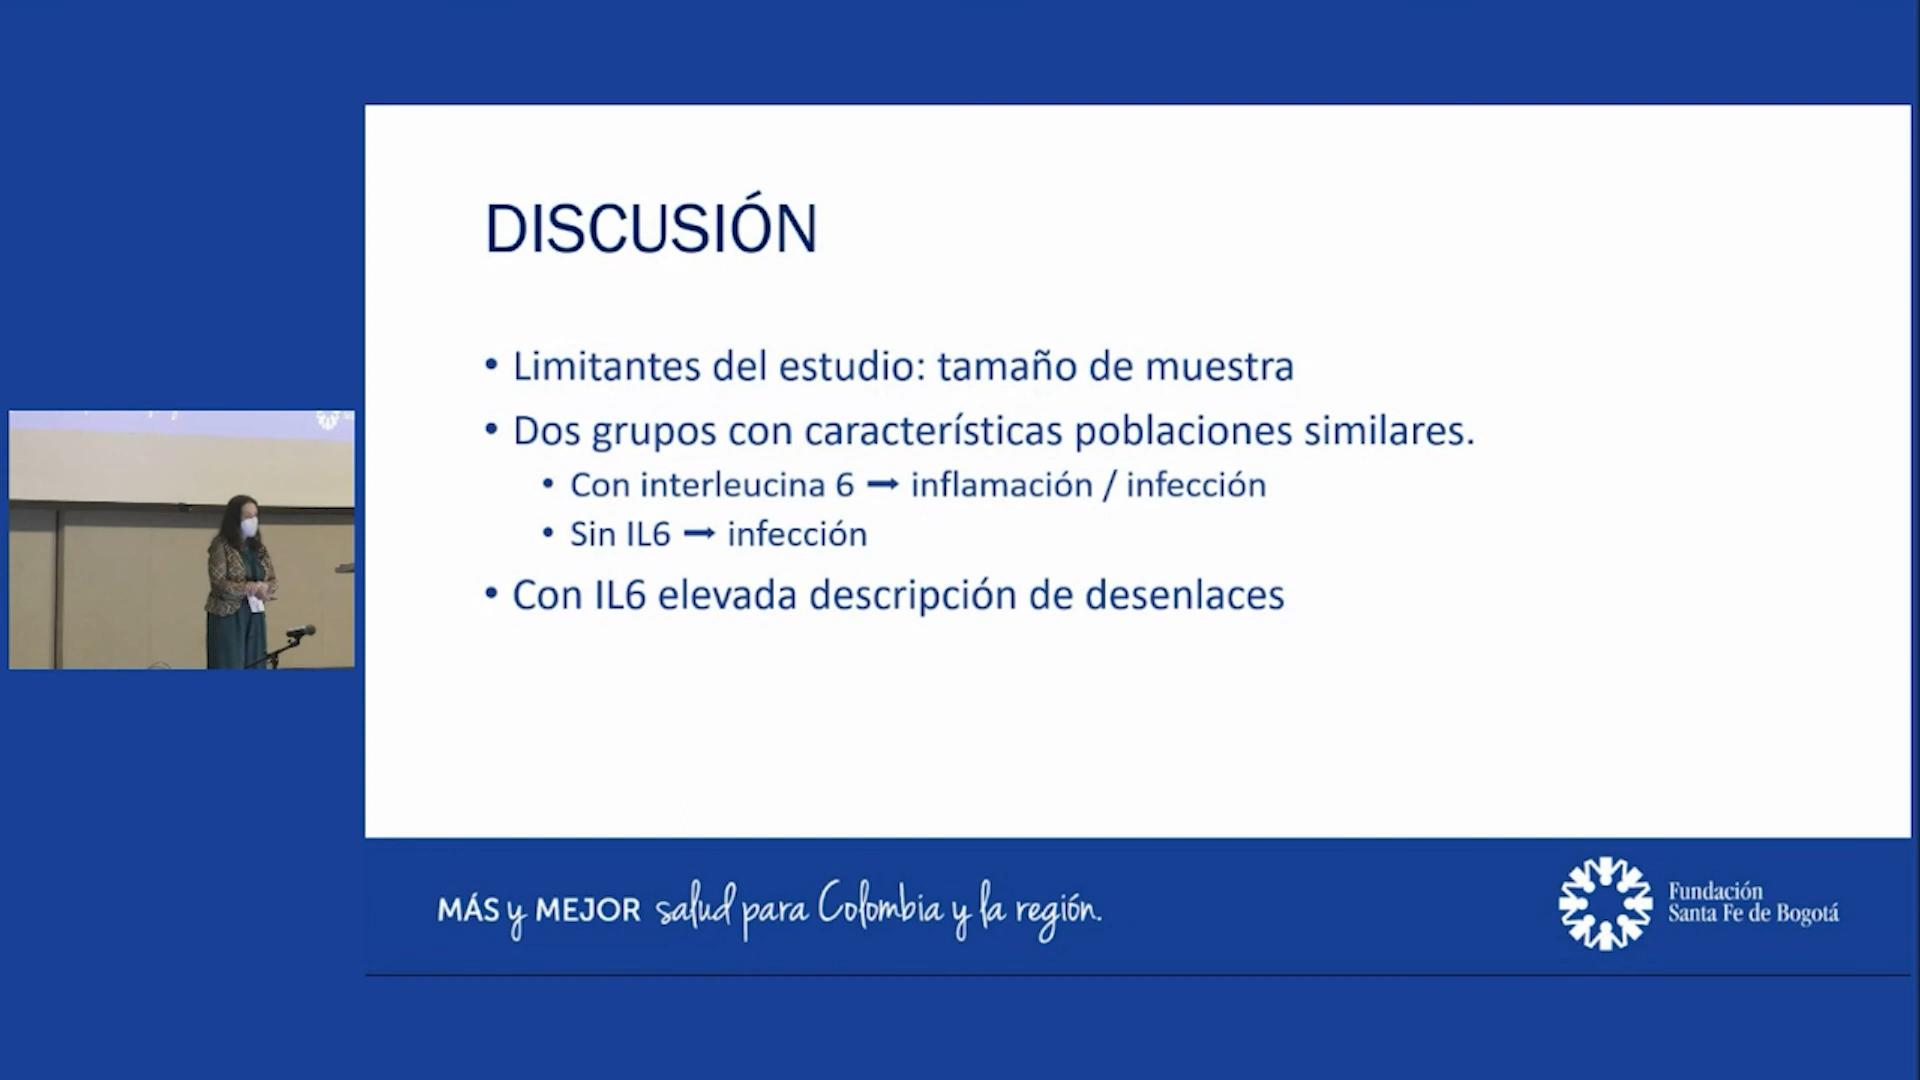 DISCUSIÓN
• Limitantes del estudio: tamaño de muestra
• Dos grupos con características poblaciones similares.
• Con interleucina 6 ➞ inflamación / infección
• Sin IL6 ➞ infección
• Con IL6 elevada descripción de desenlaces
MÁS y MEJOR salud para Colombia y la región.
Fundación
Santa Fe de Bogotá